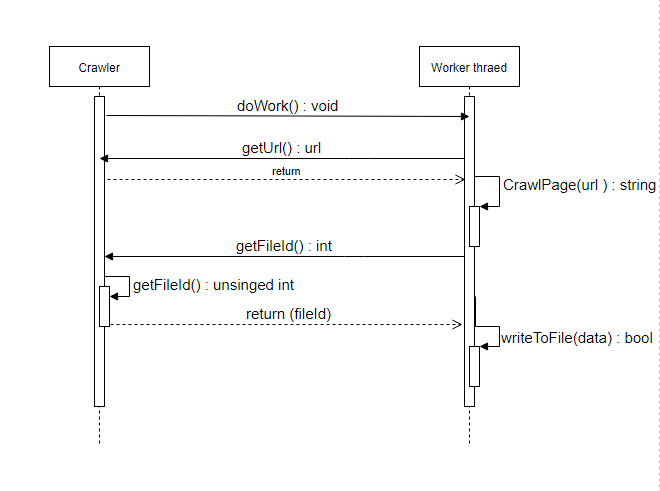 Crawler
Worker thraed
doWork() : void
getUrl() : url
return
CrawlPage(url ) : string
getFileId() : int
getFileId() : unsinged int
return (fileId)
writeToFile(data) : bool